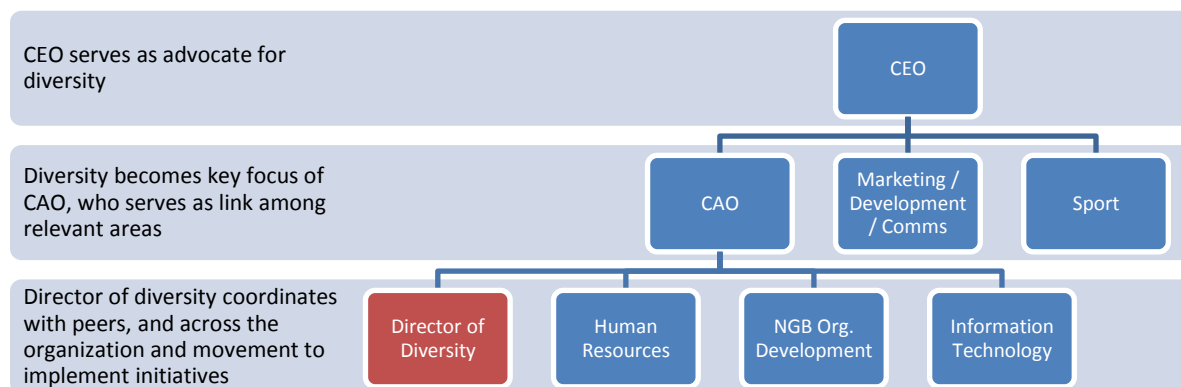 CEO serves as advocate for
diversity
CEO
Diversity becomes key focus of
CAO, who serves as link among
relevant areas
CAO
Marketing /
Development
/ Comms
Sport
Director of diversity coordinates
with peers, and across the
organization and movement to
implement initiatives
Director of
Diversity
Human
Resources
NGB Org.
Development
Information
Technology